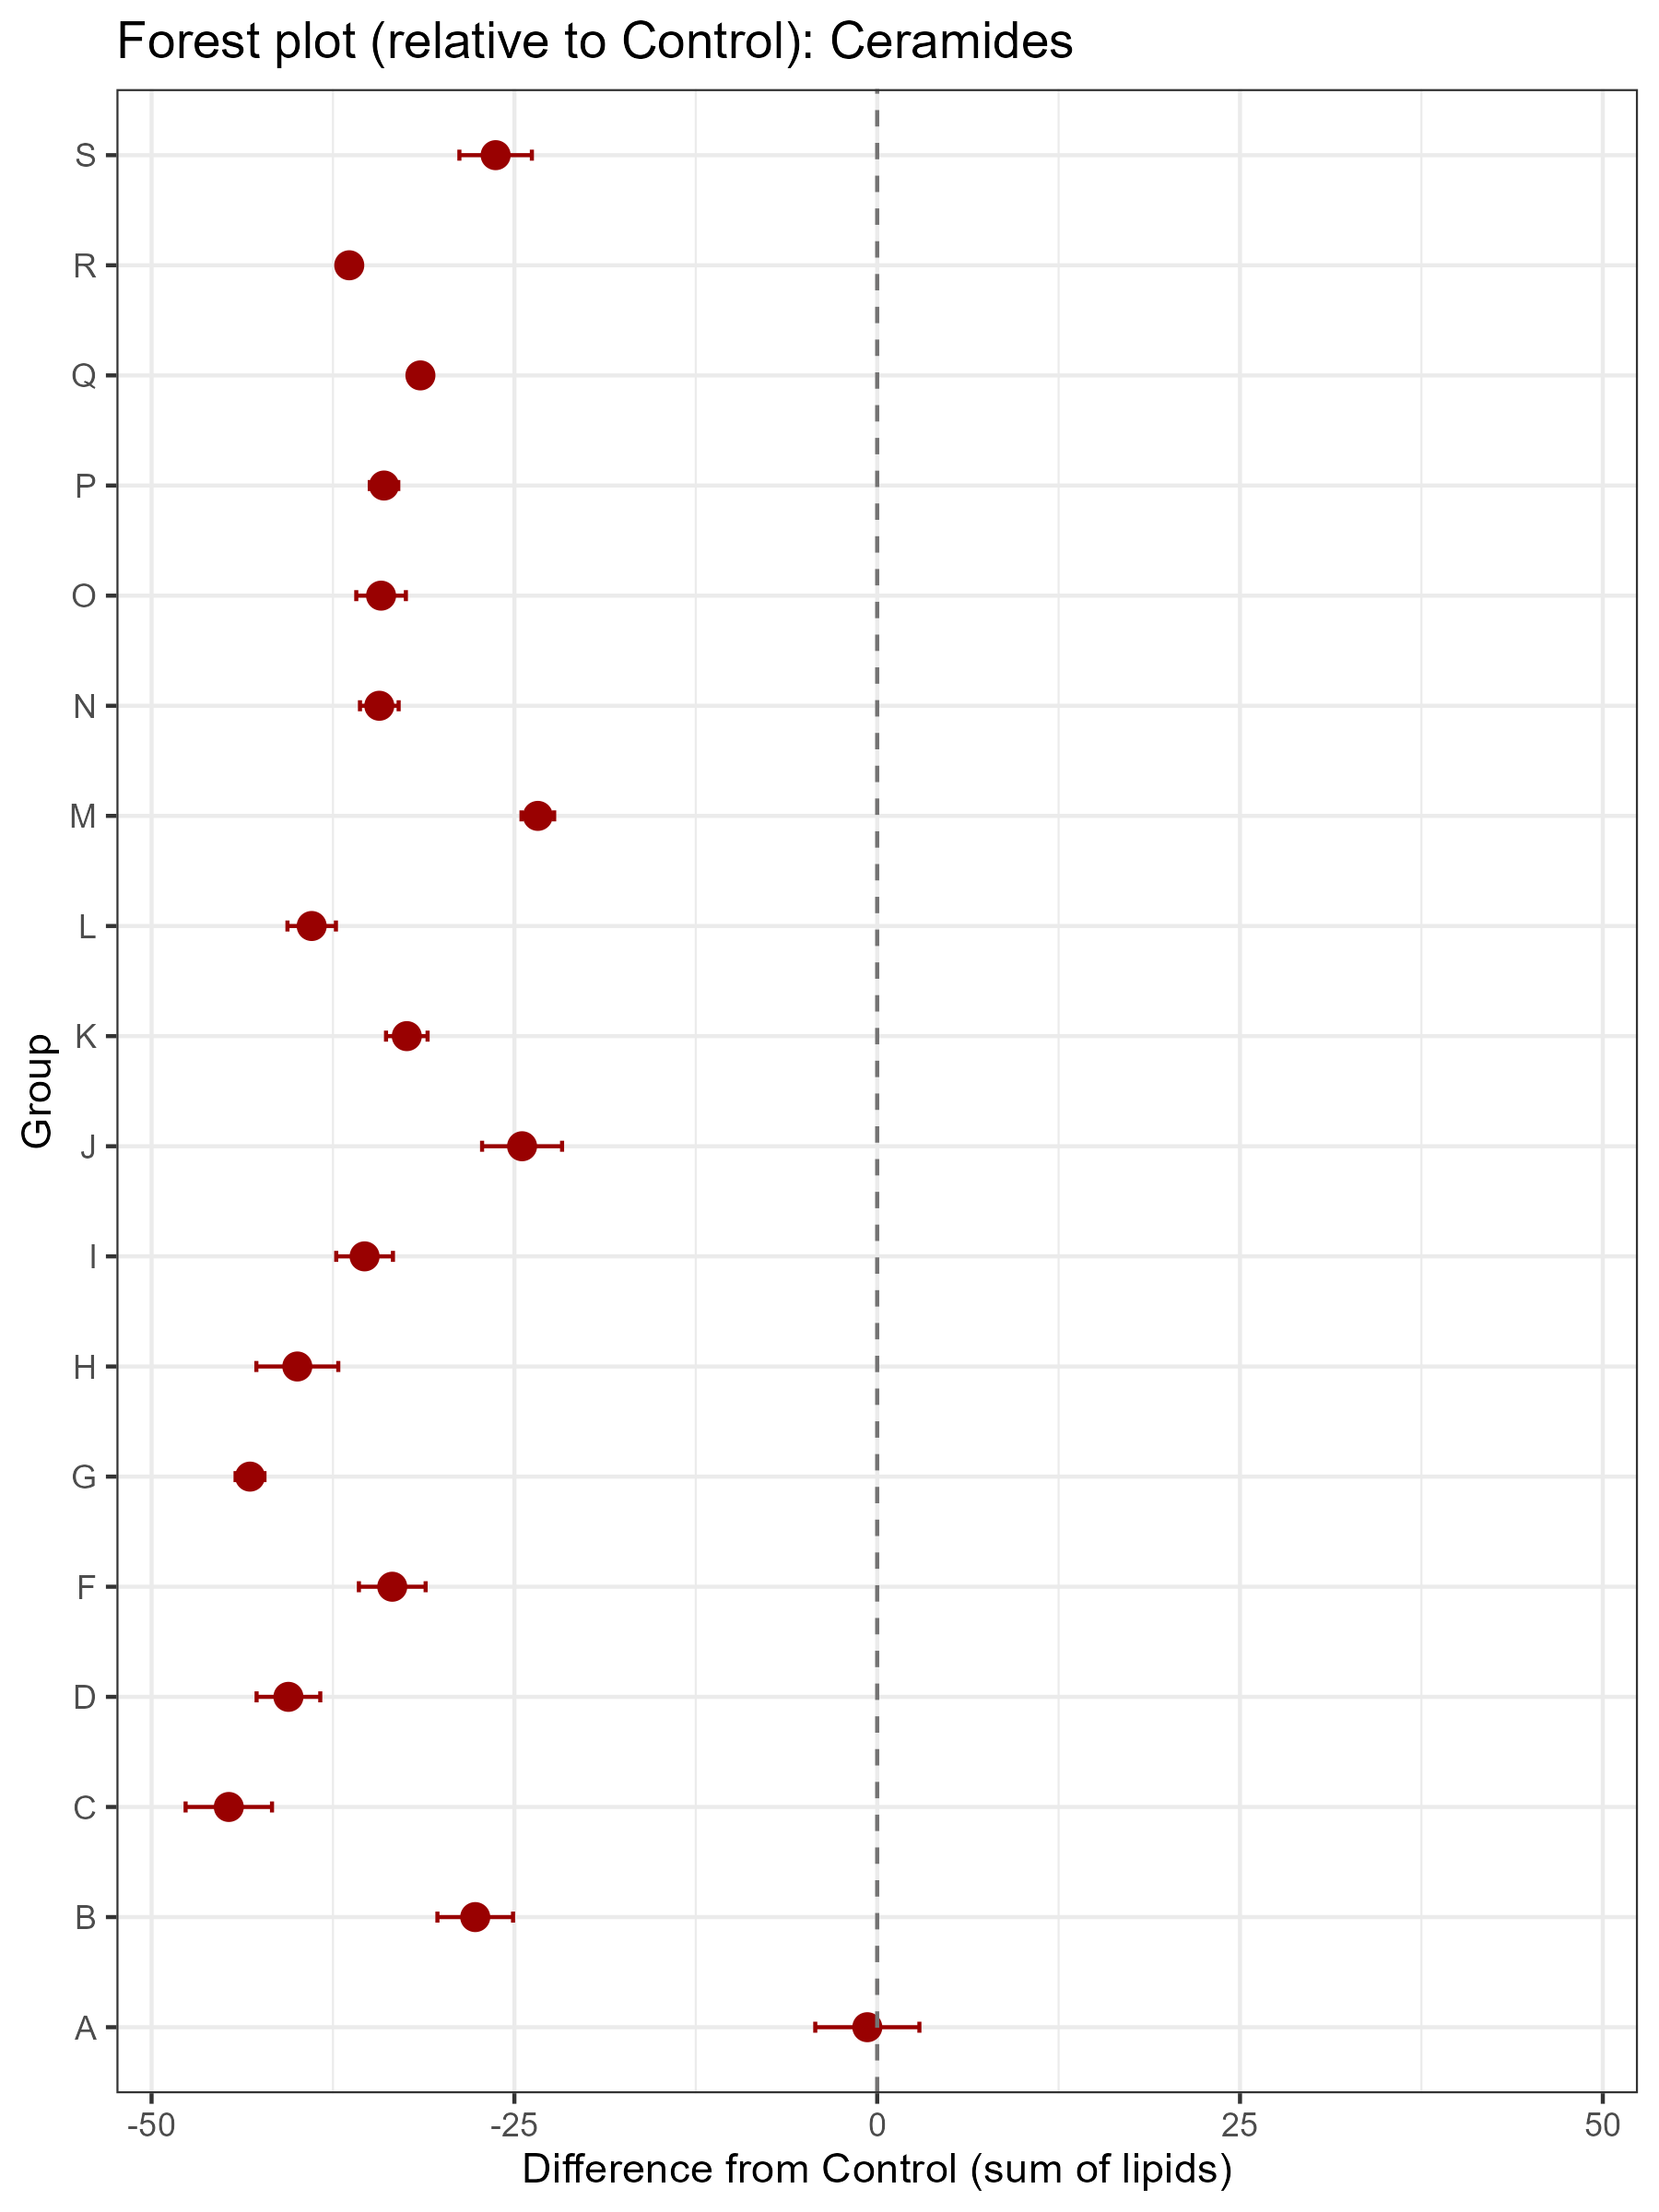 Forest plot (relative to Control): Ceramides
S
R
Q
P
O
N
M
L
K
J
I
H
G
F
D
C
B
A
Group
-50 -25 0 25 50
Difference from Control (sum of lipids)